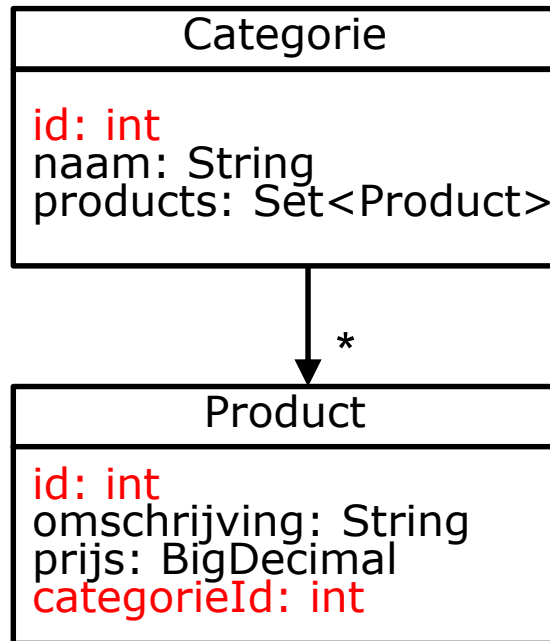 Categorie
id: int
naam: String
products: Set<Product>
*
Product
id: int
omschrijving: String
prijs: BigDecimal
categorieId: int